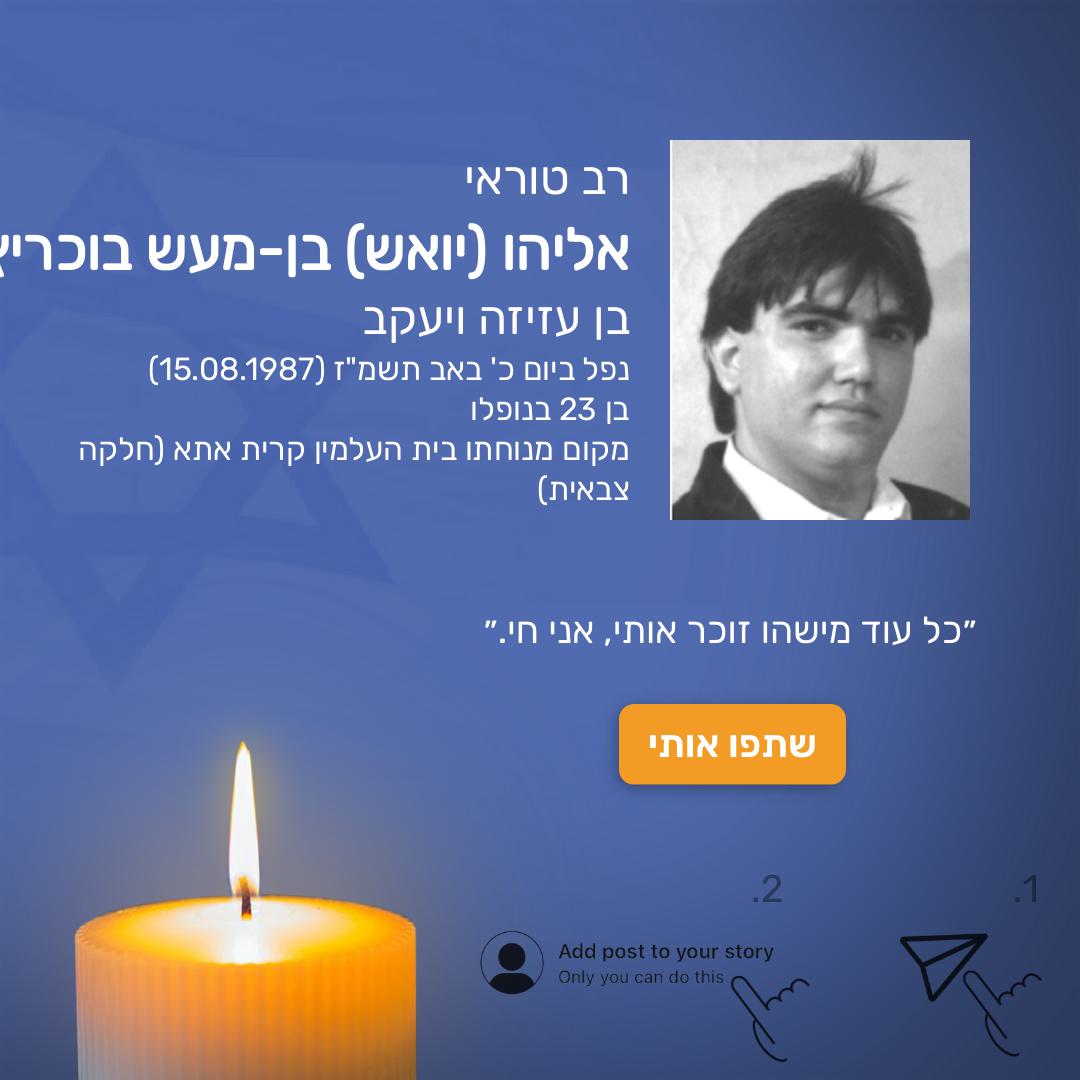 רב טוראי
אליהו (יואש) בן-מעש בוכריץ
בן עזיזה ויעקב
נפל ביום כ' באב תשמ"ז (15.08.1987)
בן 23 בנופלו
מקום מנוחתו בית העלמין קרית אתא (חלקה
צבאית)
״כל עוד מישהו זוכר אותי, אני חי.״
שתפו אותי
1.
2.
Add post to your story
Only you can do this